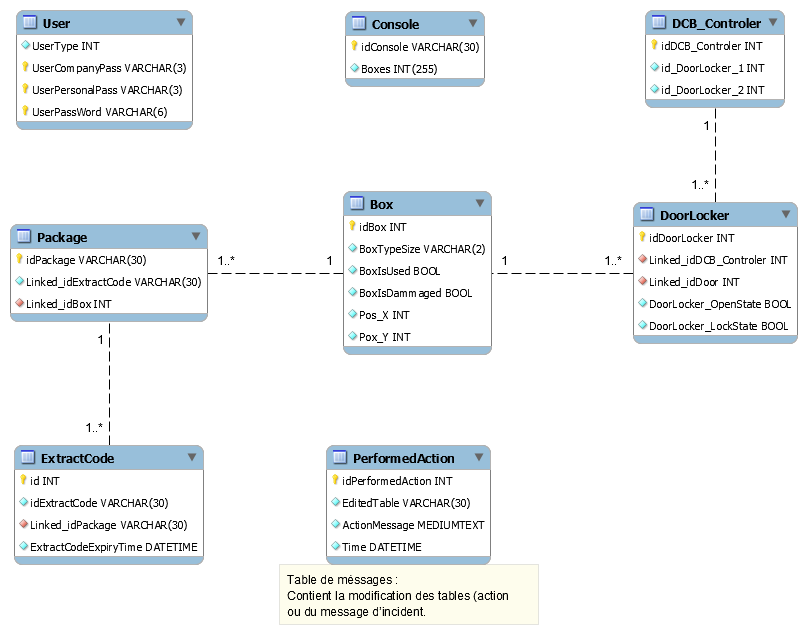 User
UserType INT
UserCompanyPass VARCHAR(3)
UserPersonalPass VARCHAR(3)
UserPassWord VARCHAR(6)
Console
idConsole VARCHAR(30)
Boxes INT(255)
DCB_Controler
idDCB_Controler INT
id_DoorLocker_1 INT
id_DoorLocker_2 INT
1
1..*
Package
idPackage VARCHAR(30)
Linked_idExtractCode VARCHAR(30)
Linked_idBox INT
1..*
1
Box
idBox INT
BoxTypeSize VARCHAR(2)
BoxIsUsed BOOL
BoxIsDammaged BOOL
Pos_X INT
Pox_Y INT
1
1..*
DoorLocker
idDoorLocker INT
Linked_idDCB_Controler INT
Linked_idDoor INT
DoorLocker_OpenState BOOL
DoorLocker_LockState BOOL
1
1..*
ExtractCode
id INT
idExtractCode VARCHAR(30)
Linked_idPackage VARCHAR(30)
ExtractCodeExpiryTime DATETIME
PerformedAction
idPerformedAction INT
EditedTable VARCHAR(30)
ActionMessage MEDIUMTEXT
Time DATETIME
Table de méssages :
Contient la modification des tables (action
ou du message d'incident.